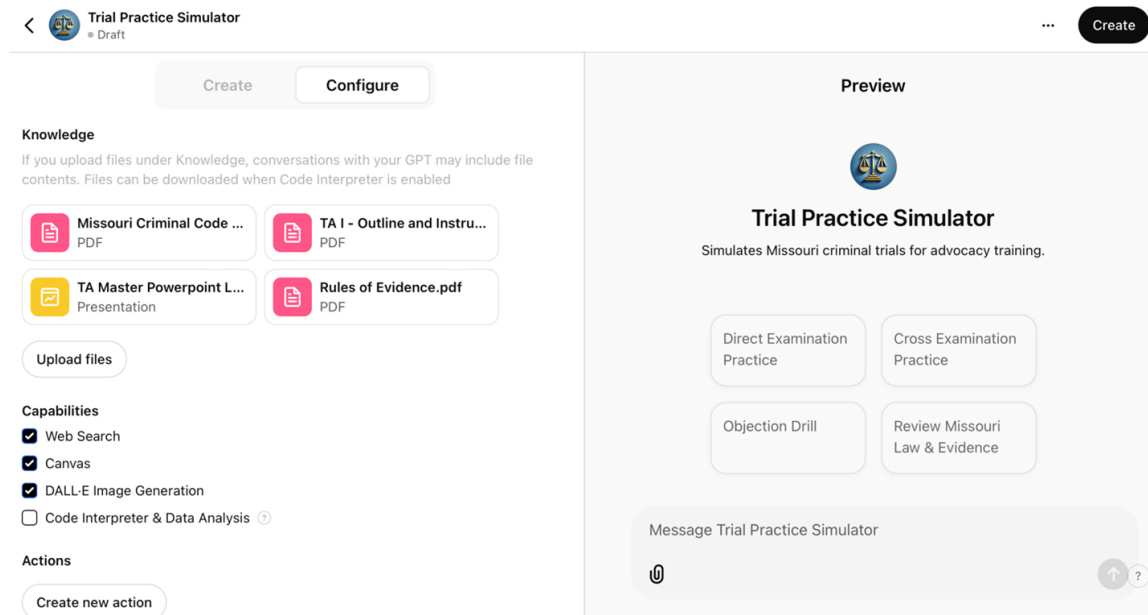 Trial Practice Simulator
Draft
...
Create
Create
Configure
Knowledge
If you upload files under Knowledge, conversations with your GPT may include file
contents. Files can be downloaded when Code Interpreter is enabled
Missouri Criminal Code ...
PDF
TA I - Outline and Instru...
PDF
TA Master Powerpoint L...
Presentation
Rules of Evidence.pdf
PDF
Upload files
Capabilities
Web Search
Canvas
DALL·E Image Generation
Code Interpreter & Data Analysis ?
Actions
Create new action
Preview
Trial Practice Simulator
Simulates Missouri criminal trials for advocacy training.
Direct Examination
Practice
Cross Examination
Practice
Objection Drill
Review Missouri
Law & Evidence
Message Trial Practice Simulator
?